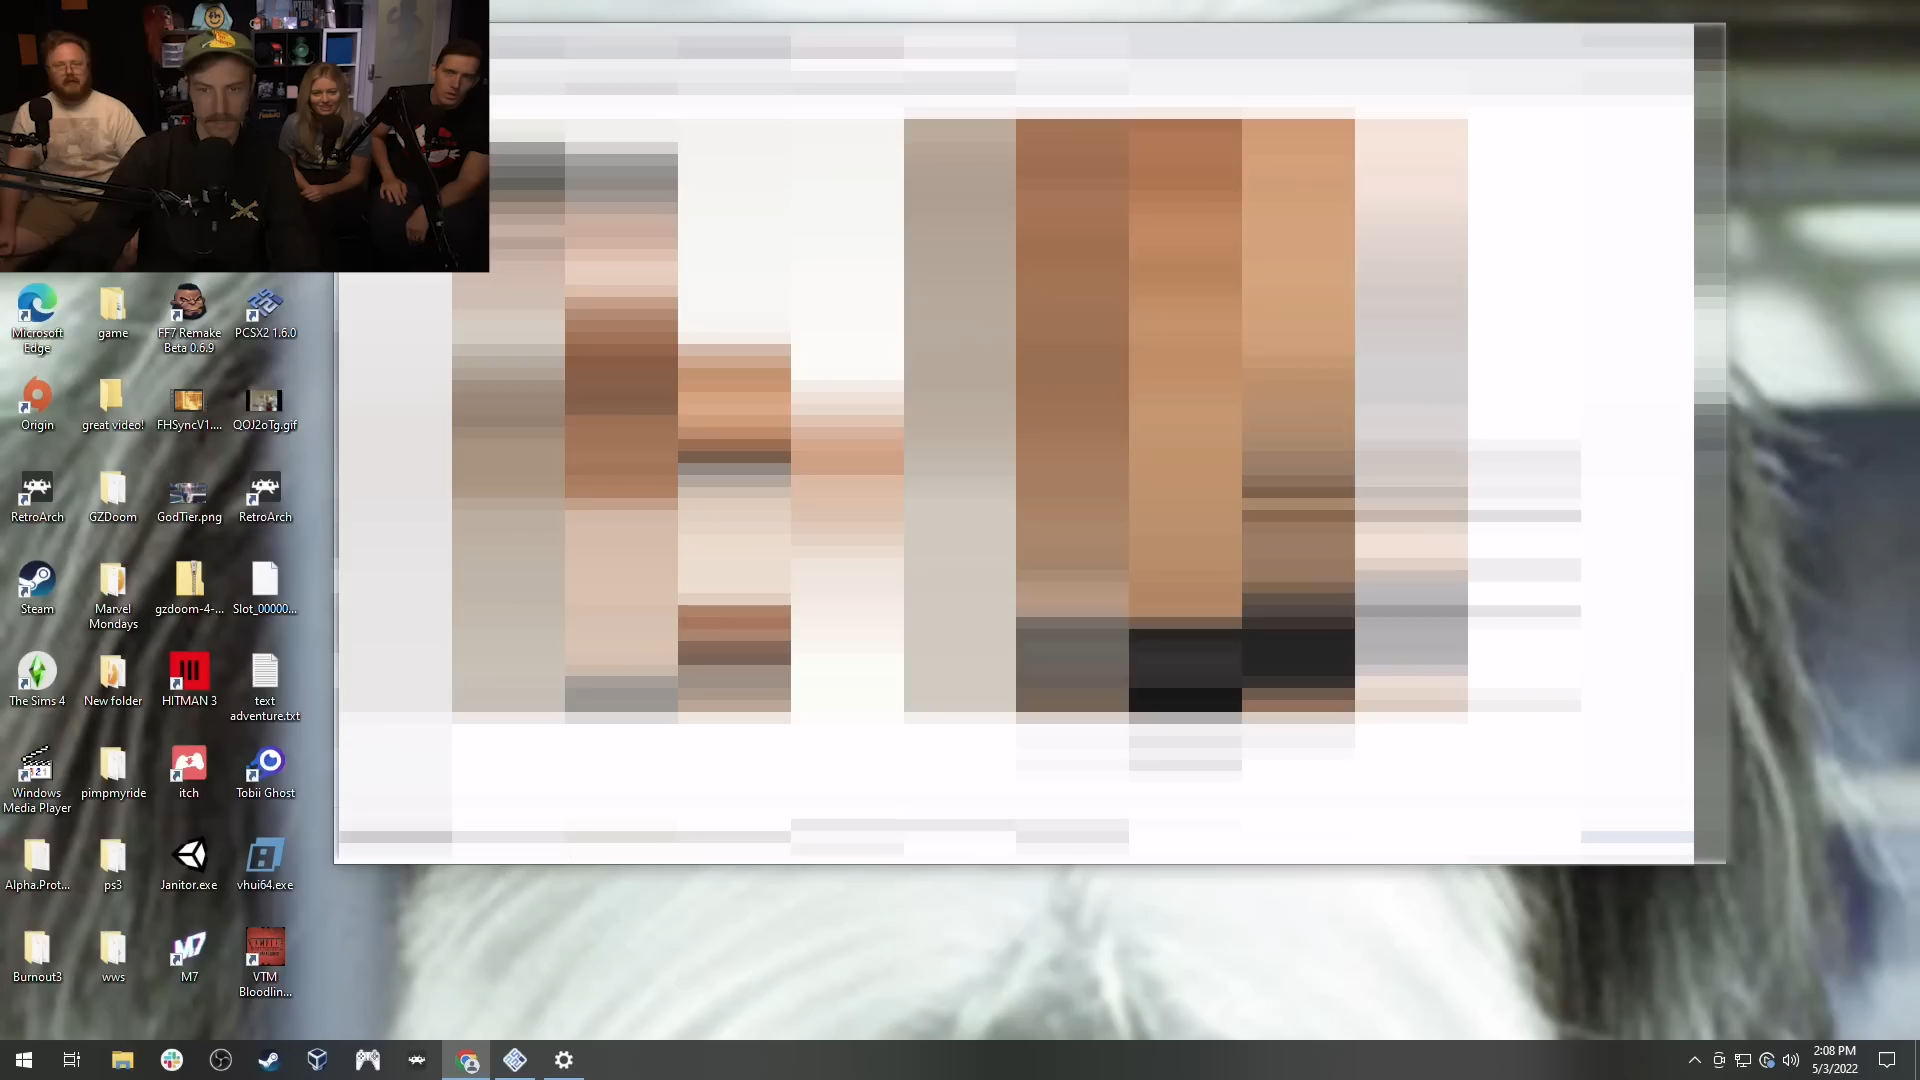 Microsoft Edge
game
FF7 Remake Beta 0.6.9
PCSX2 1.6.0
Origin
great video!
FHSyncV1....
QOJ2oTg.gif
RetroArch
GZDoom
GodTier.png
RetroArch
Steam
Marvel Mondays
gzdoom-4-...
Slot_00000...
The Sims 4
New folder
HITMAN 3
text adventure.txt
Windows Media Player
pimpmyride
itch
Tobii Ghost
Alpha.Prot...
ps3
Janitor.exe
vhui64.exe
Burnout3
wws
M7
VTM Bloodlin...
2:08 PM
5/3/2022